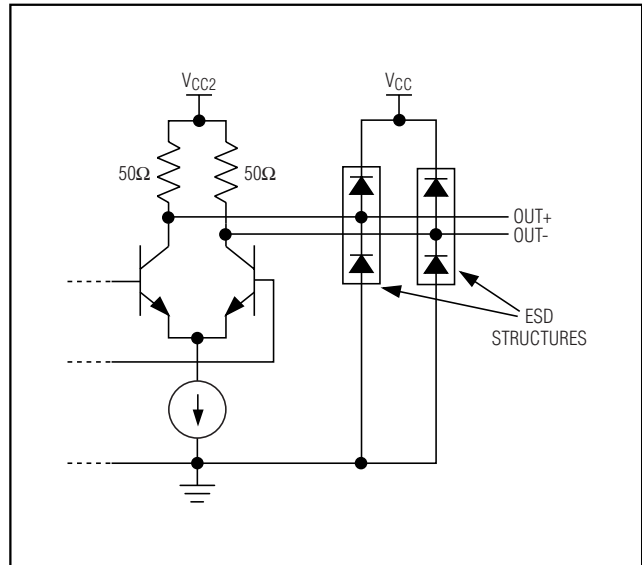 VCC2
VCC
50Ω
50Ω
OUT+
OUT-
ESD
STRUCTURES